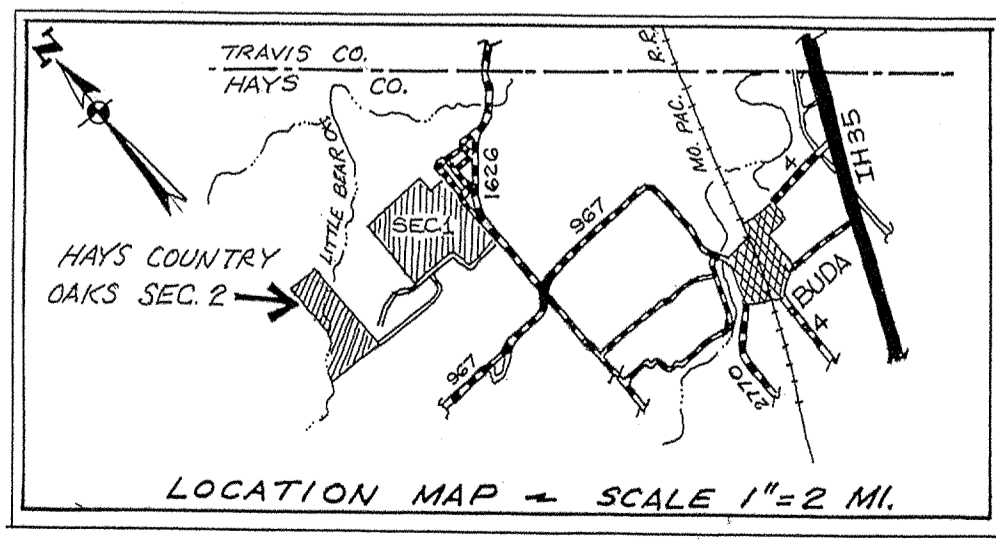 N
TRAVIS CO.
HAYS CO.
LITTLE BEAR CR.
1626
SEC. 1
967
MO. PAC. R.R.
4
IH35
HAYS COUNTRY
OAKS SEC. 2
BUDA
967
4
2770
LOCATION MAP ~ SCALE 1"=2 MI.